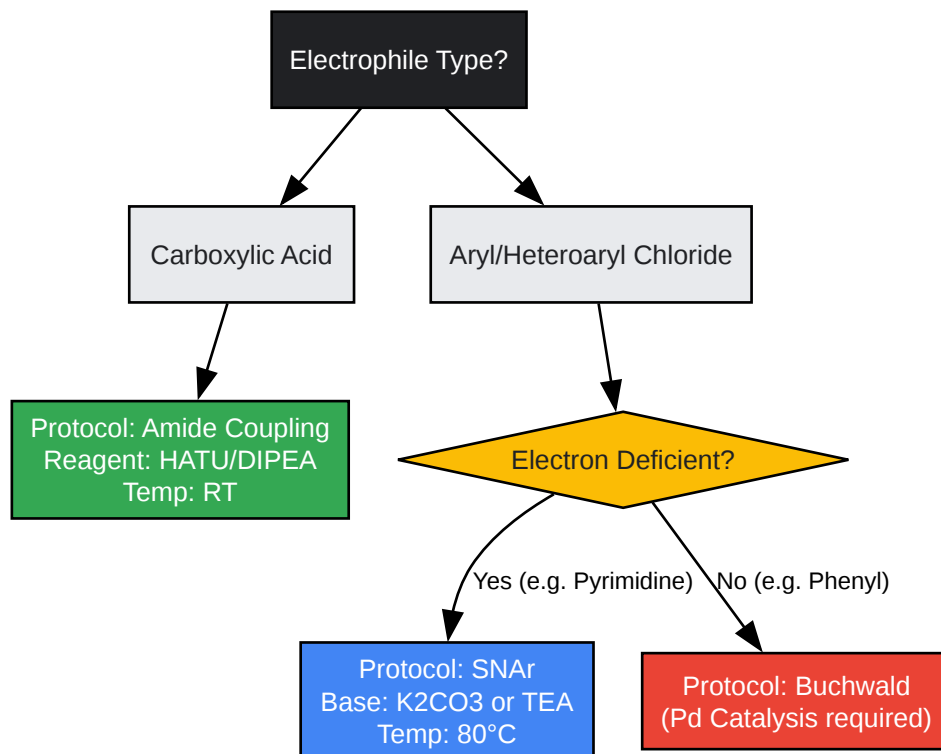 Electrophile Type?
Carboxylic Acid
Aryl/Heteroaryl Chloride
Protocol: Amide Coupling
Reagent: HATU/DIPEA
Temp: RT
Electron Deficient?
Yes (e.g. Pyrimidine)
No (e.g. Phenyl)
Protocol: SNAr
Base: K2CO3 or TEA
Temp: 80°C
Protocol: Buchwald
(Pd Catalysis required)